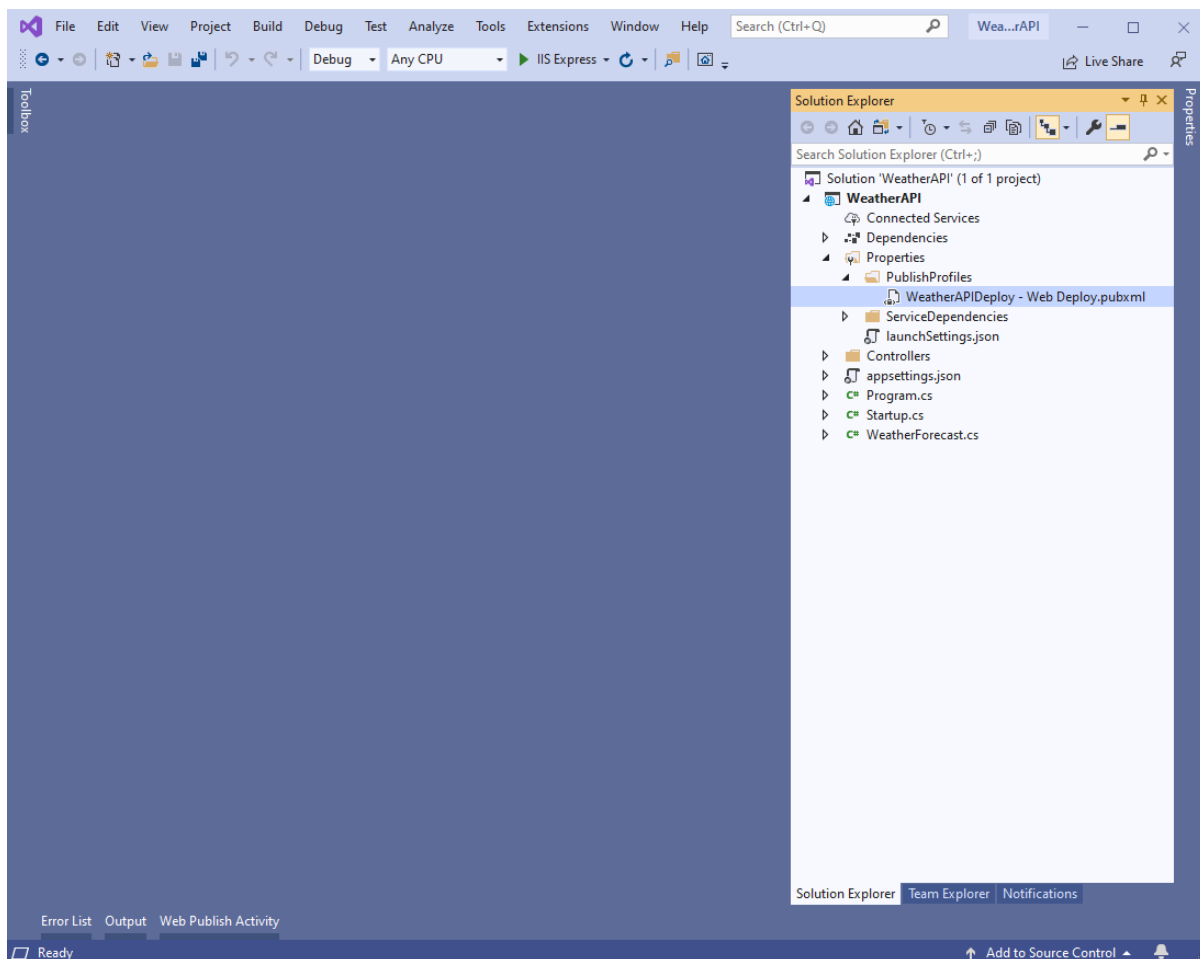 File Edit View Project Build Debug Test Analyze Tools Extensions Window Help Search (Ctrl+Q) Wea...rAPI
Debug Any CPU IIS Express Live Share
Toolbox
Solution Explorer
Properties
Search Solution Explorer (Ctrl+;)
Solution 'WeatherAPI' (1 of 1 project)
WeatherAPI
Connected Services
Dependencies
Properties
PublishProfiles
WeatherAPIDeploy - Web Deploy.pubxml
ServiceDependencies
launchSettings.json
Controllers
appsettings.json
C# Program.cs
C# Startup.cs
C# WeatherForecast.cs
Solution Explorer Team Explorer Notifications
Error List Output Web Publish Activity
Ready Add to Source Control